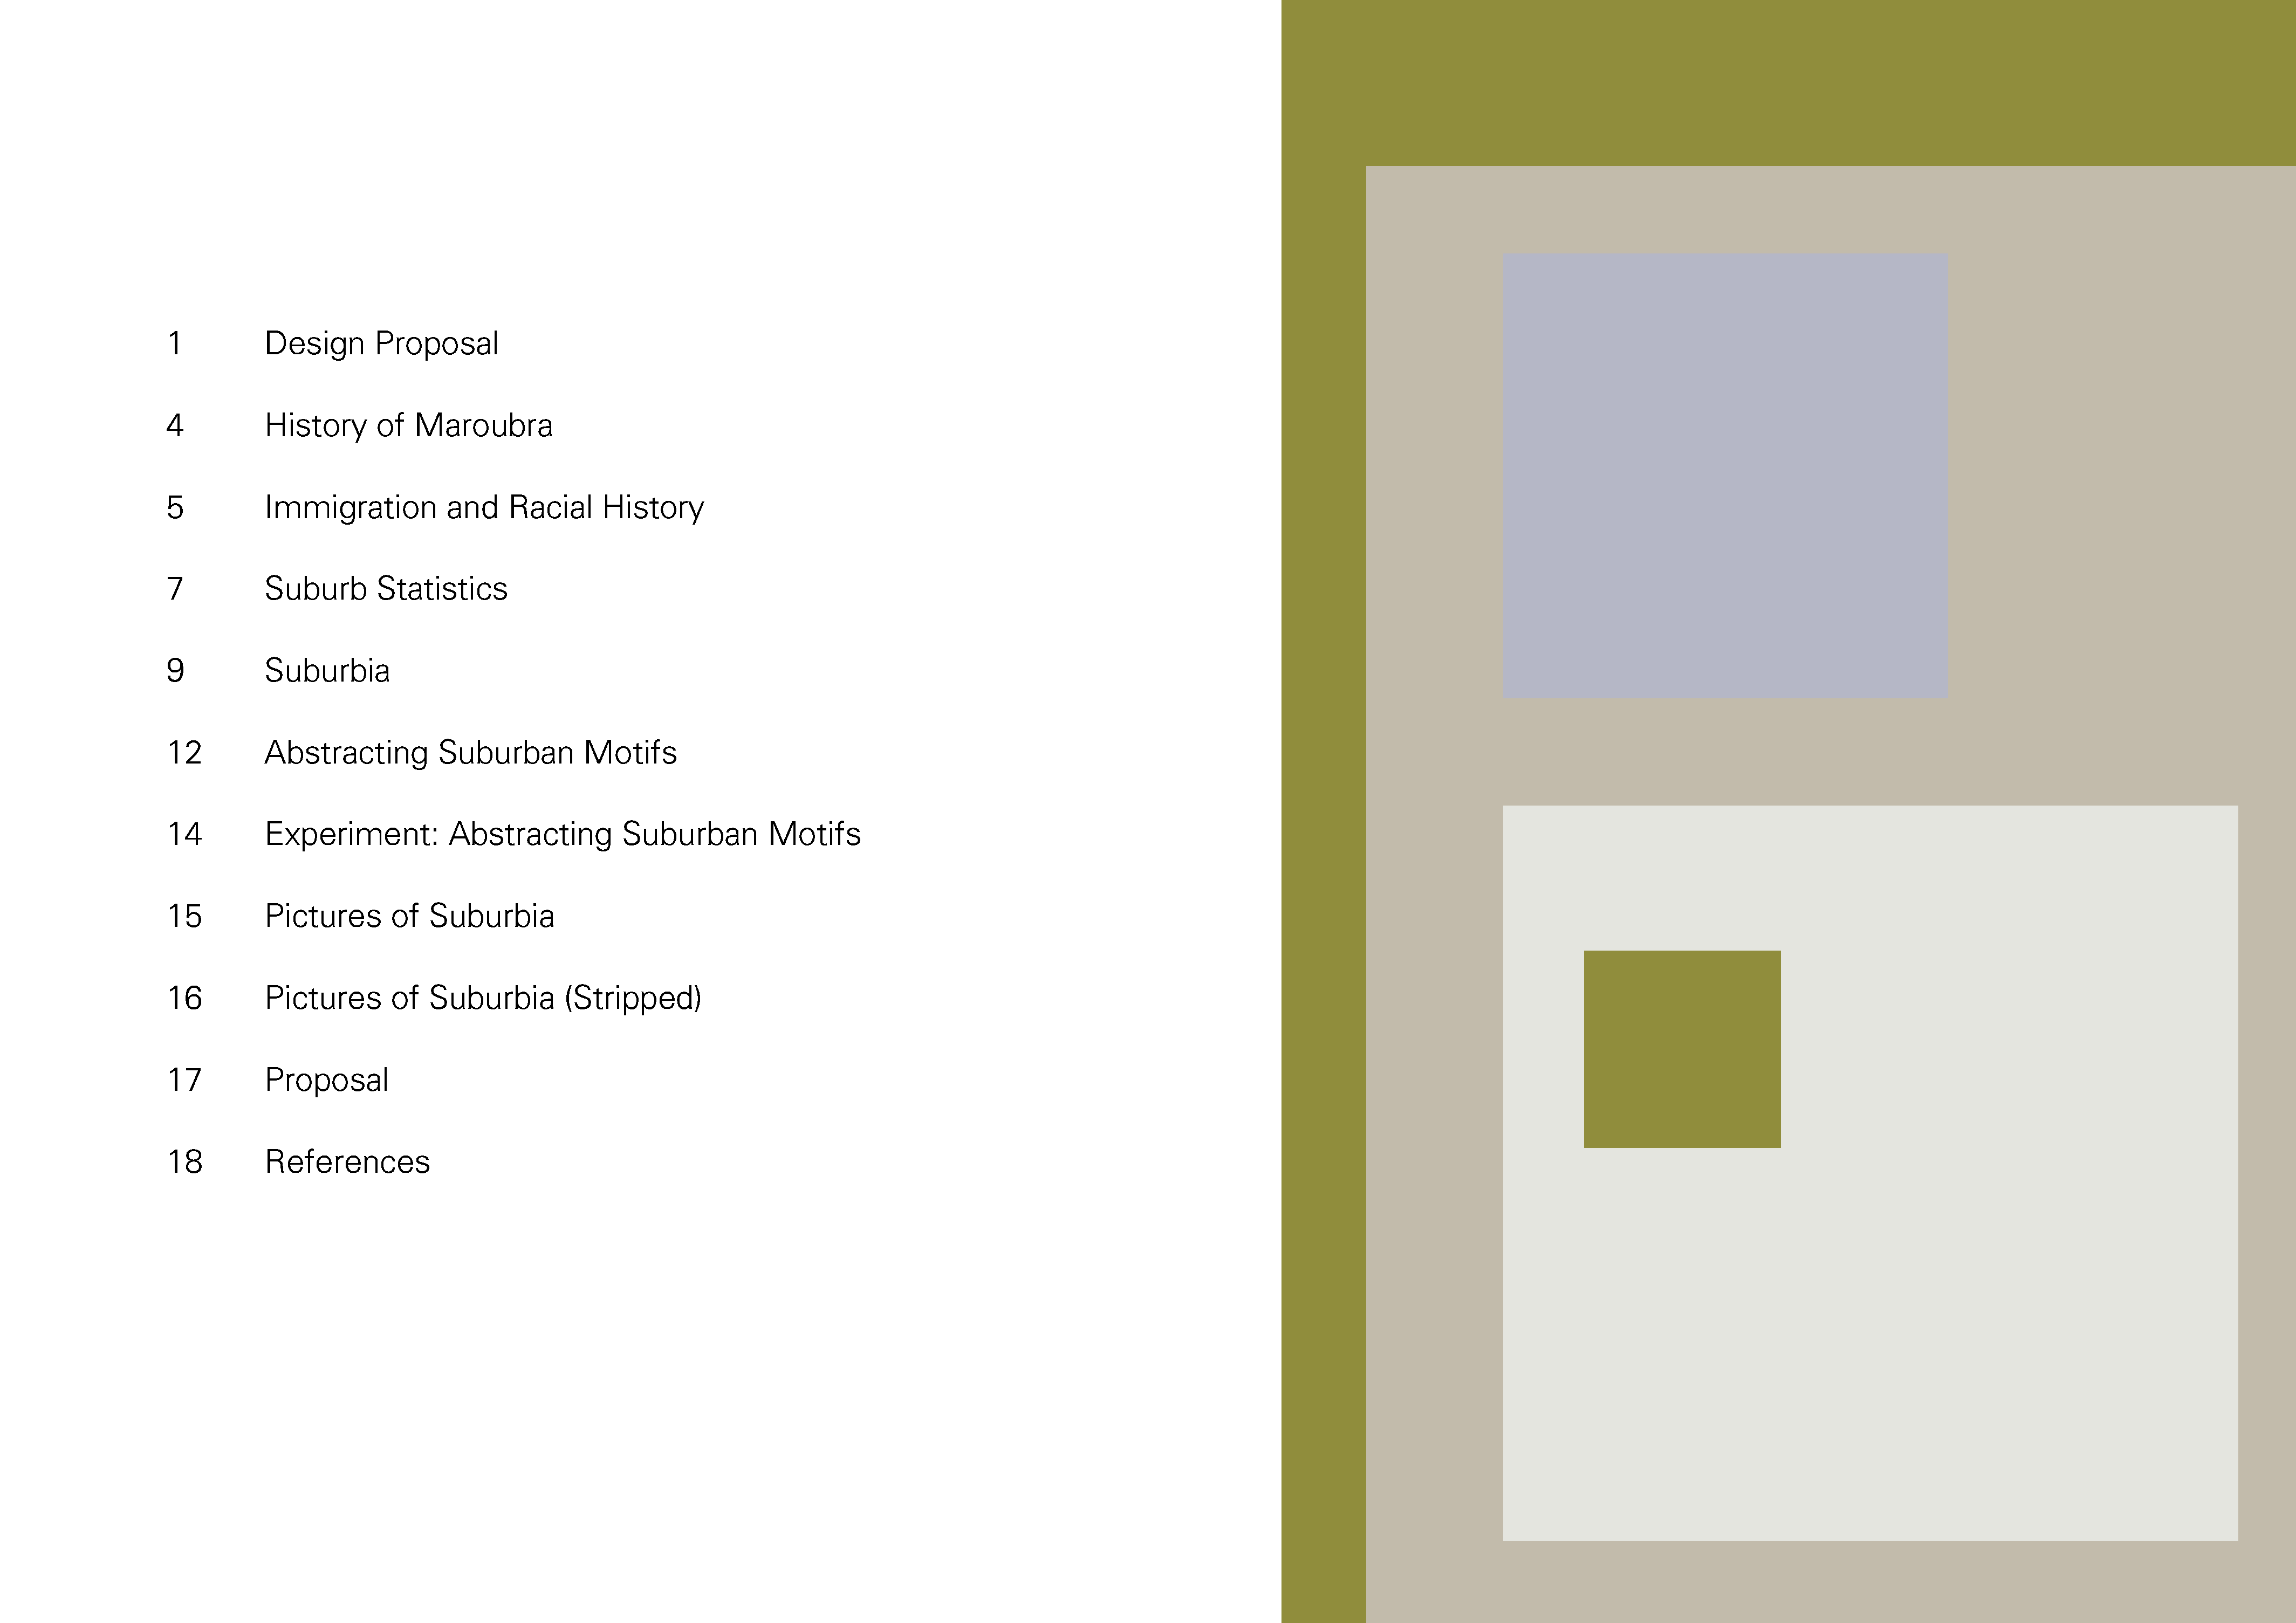 1 Design Proposal
4 History of Maroubra
5 Immigration and Racial History
7 Suburb Statistics
9 Suburbia
12 Abstracting Suburban Motifs
14 Experiment: Abstracting Suburban Motifs
15 Pictures of Suburbia
16 Pictures of Suburbia (Stripped)
17 Proposal
18 References